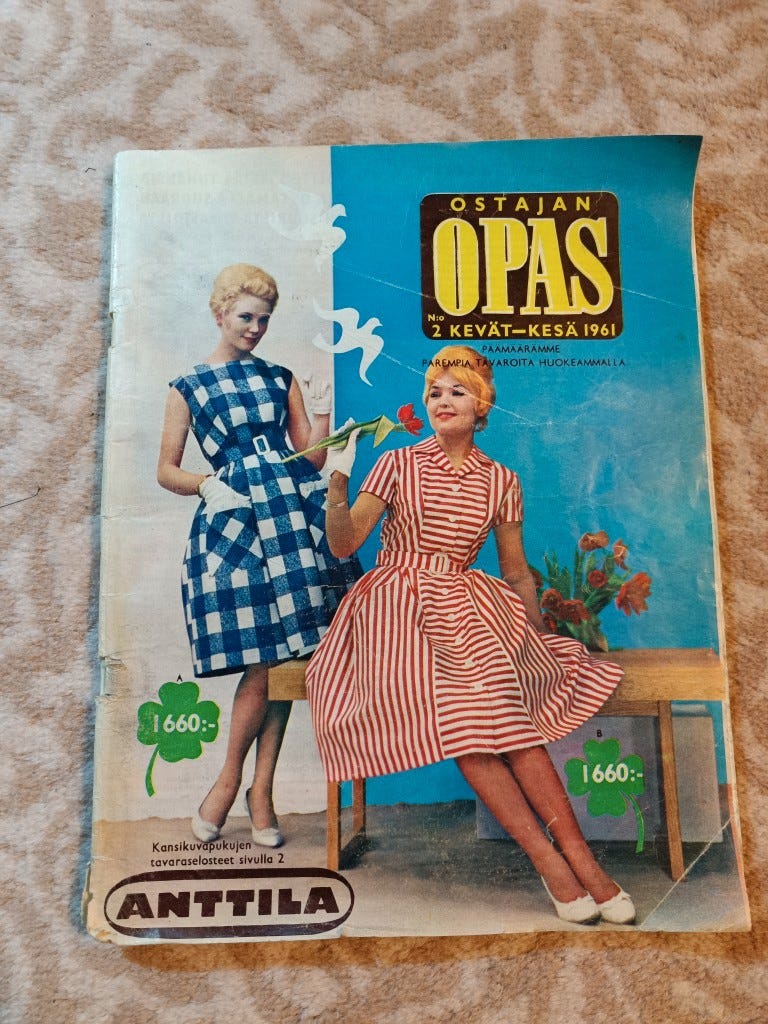 OSTAJAN
OPAS
N:o 2 KEVÄT—KESÄ 1961
PÄÄMÄÄRÄMME
PAREMPIA TAVAROITA HUOKEAMMALLA
A
1660:-
B
1660:-
Kansikuvapukujen
tavaraselosteet sivulla 2
ANTTILA